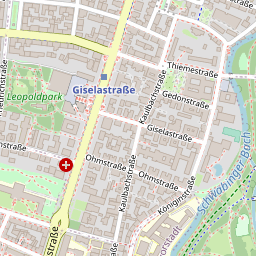 Thiemestraße
Giselastraße
Leopoldpark
Kaulbachstraße
Gedonstraße
Giselastraße
Ohmstraße
Schwabinger Bach
Kaulbachstraße
Ohmstraße
Königinstraße